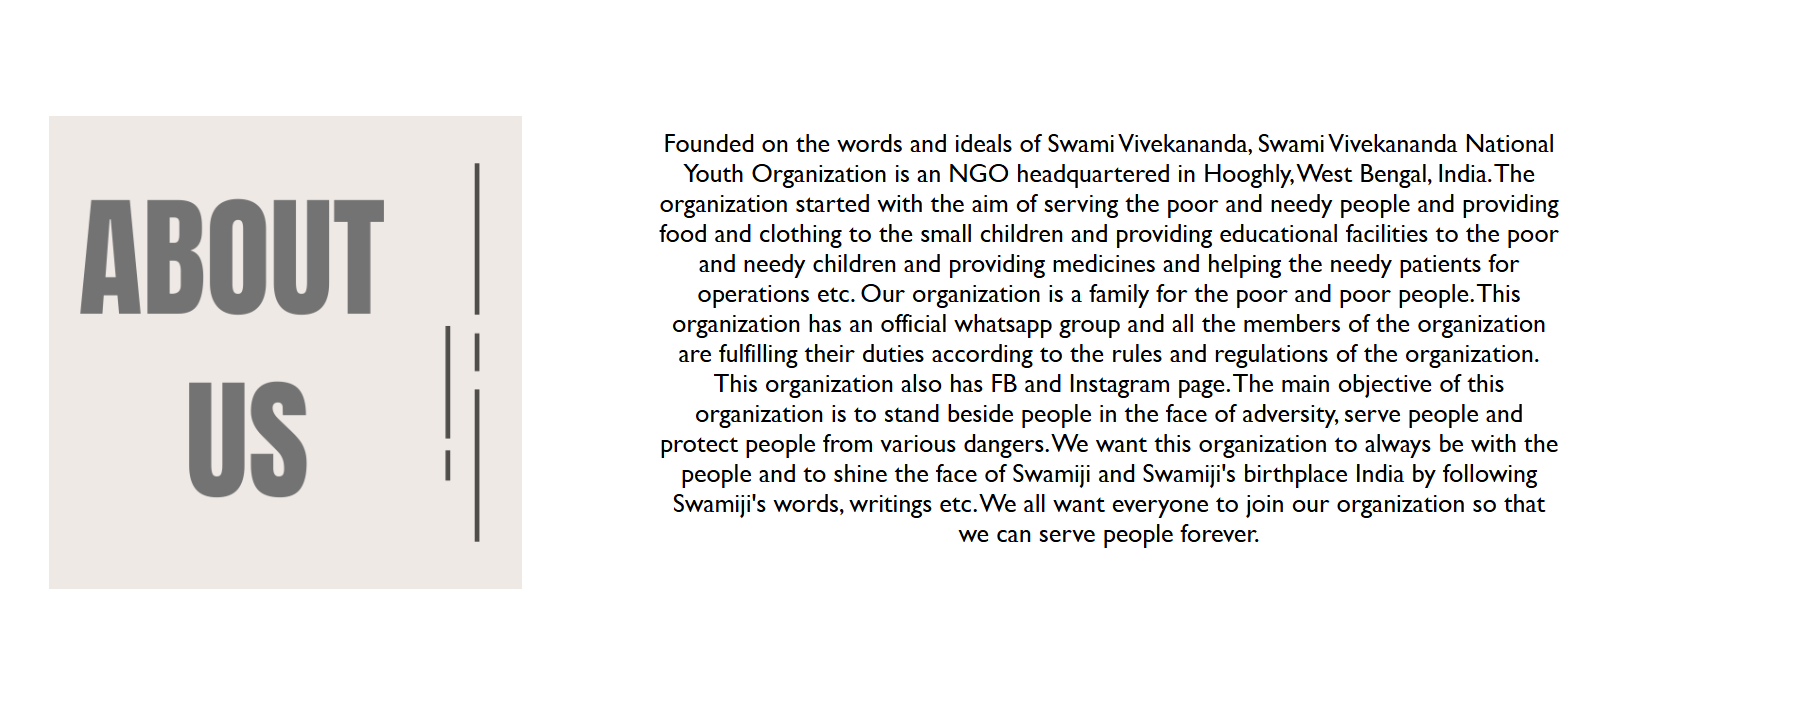 ABOUT
US
Founded on the words and ideals of Swami Vivekananda, Swami Vivekananda National
Youth Organization is an NGO headquartered in Hooghly, West Bengal, India. The
organization started with the aim of serving the poor and needy people and providing
food and clothing to the small children and providing educational facilities to the poor
and needy children and providing medicines and helping the needy patients for
operations etc. Our organization is a family for the poor and poor people. This
organization has an official whatsapp group and all the members of the organization
are fulfilling their duties according to the rules and regulations of the organization.
This organization also has FB and Instagram page. The main objective of this
organization is to stand beside people in the face of adversity, serve people and
protect people from various dangers. We want this organization to always be with the
people and to shine the face of Swamiji and Swamiji's birthplace India by following
Swamiji's words, writings etc. We all want everyone to join our organization so that
we can serve people forever.